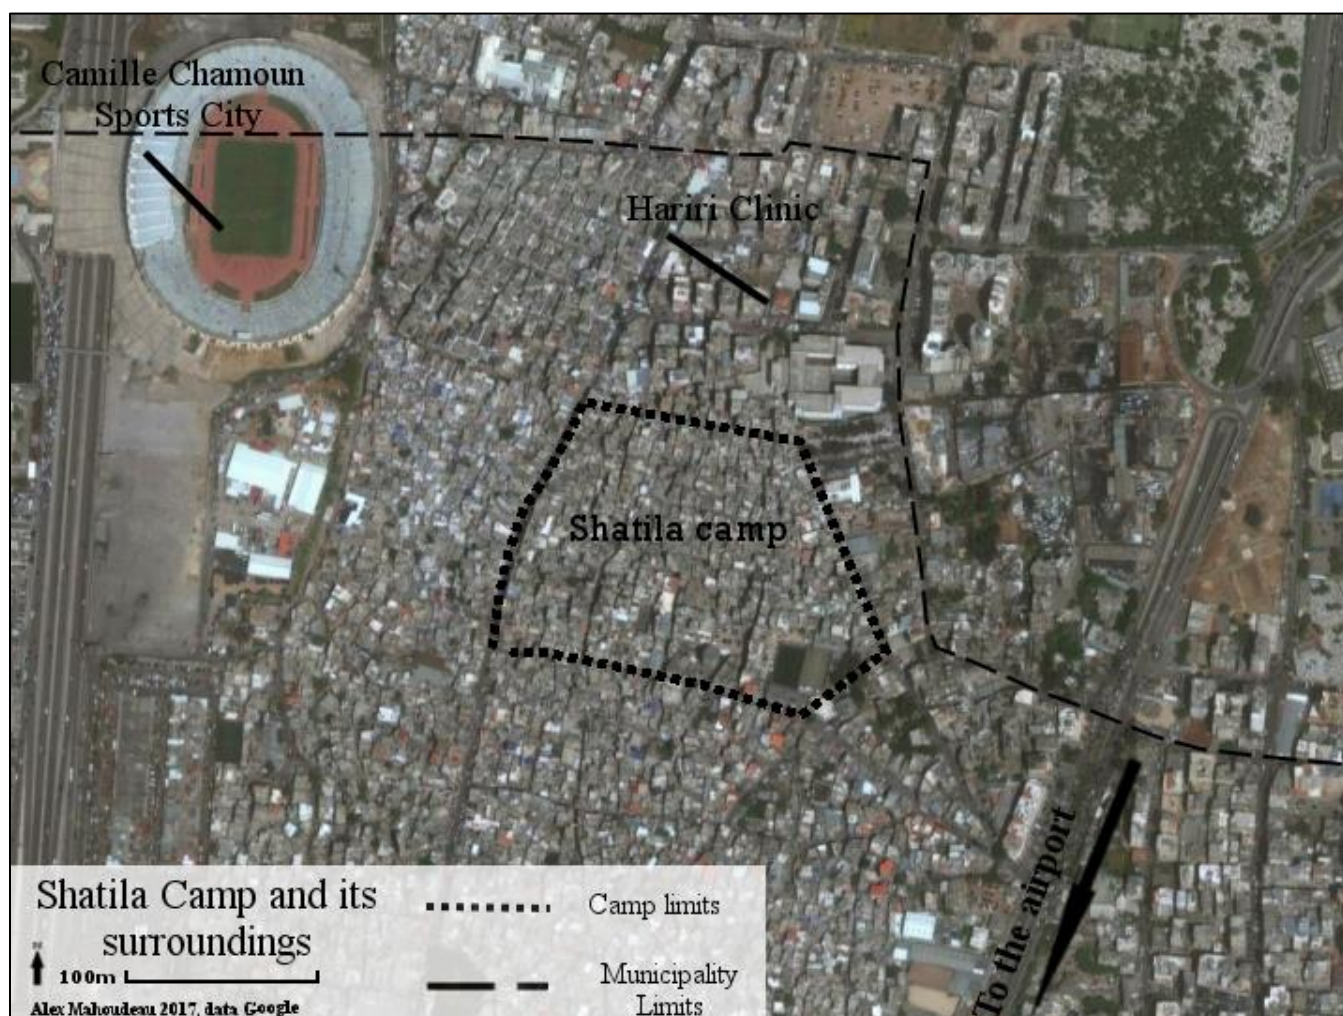 Camille Chamoun
Sports City
Hariri Clinic
Shatila camp
To the airport
Shatila Camp and its
surroundings
N
100m
Alex Mahoudeau 2017, data Google
Camp limits
Municipality
Limits